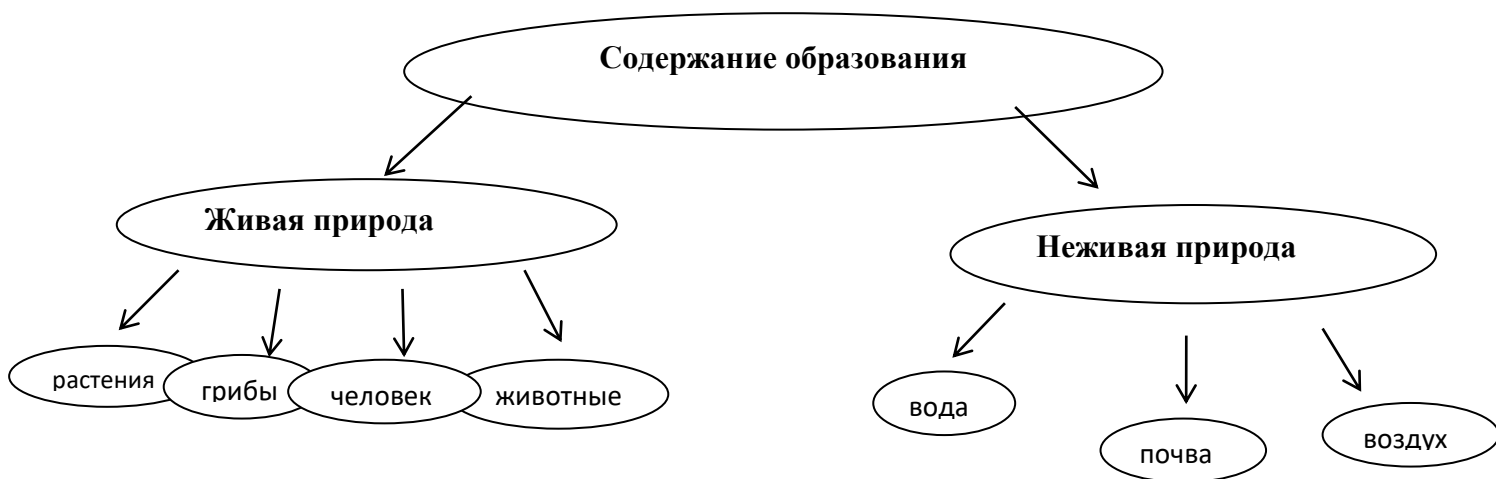 Содержание образования
Живая природа
Неживая природа
растения
грибы
человек
животные
вода
почва
воздух